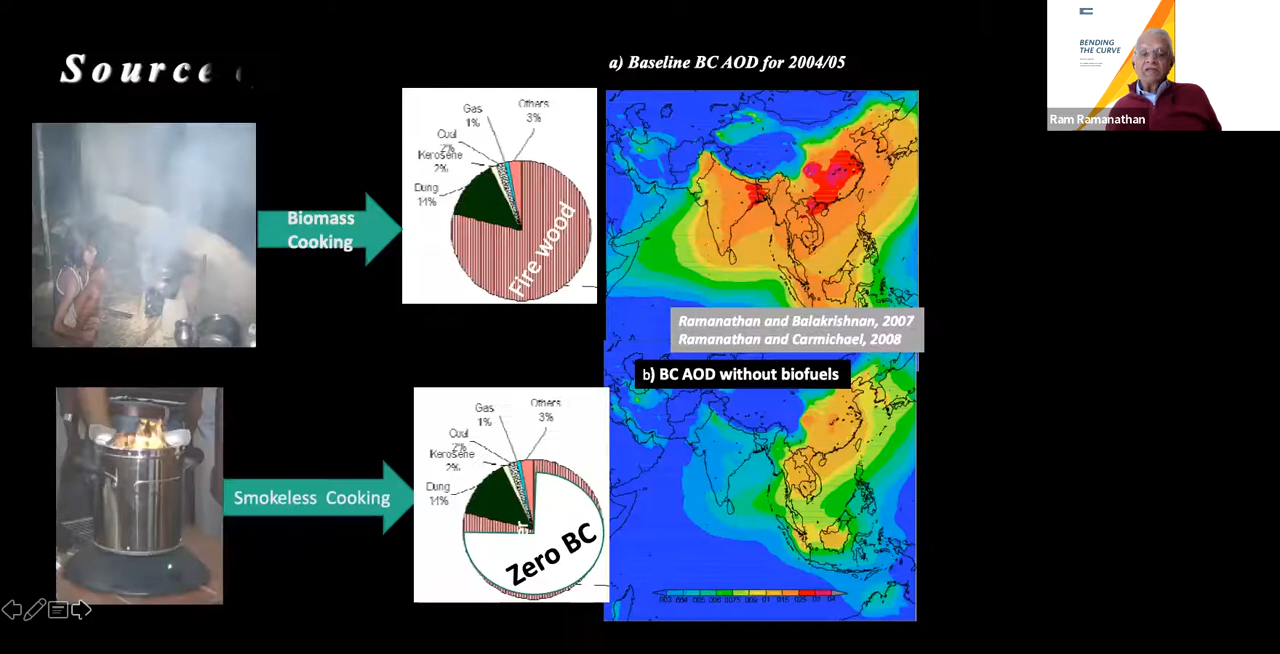 Source
a) Baseline BC AOD for 2004/05
BENDING
THE CURVE
Ram Ramanathan
Gas
1%
Others
3%
Coal
2%
Kerosene
2%
Dung
14%
Fire wood
Biomass
Cooking
Ramanathan and Balakrishnan, 2007
Ramanathan and Carmichael, 2008
b) BC AOD without biofuels
Gas
1%
Others
3%
Coal
2%
Kerosene
2%
Dung
14%
Zero BC
Smokeless Cooking